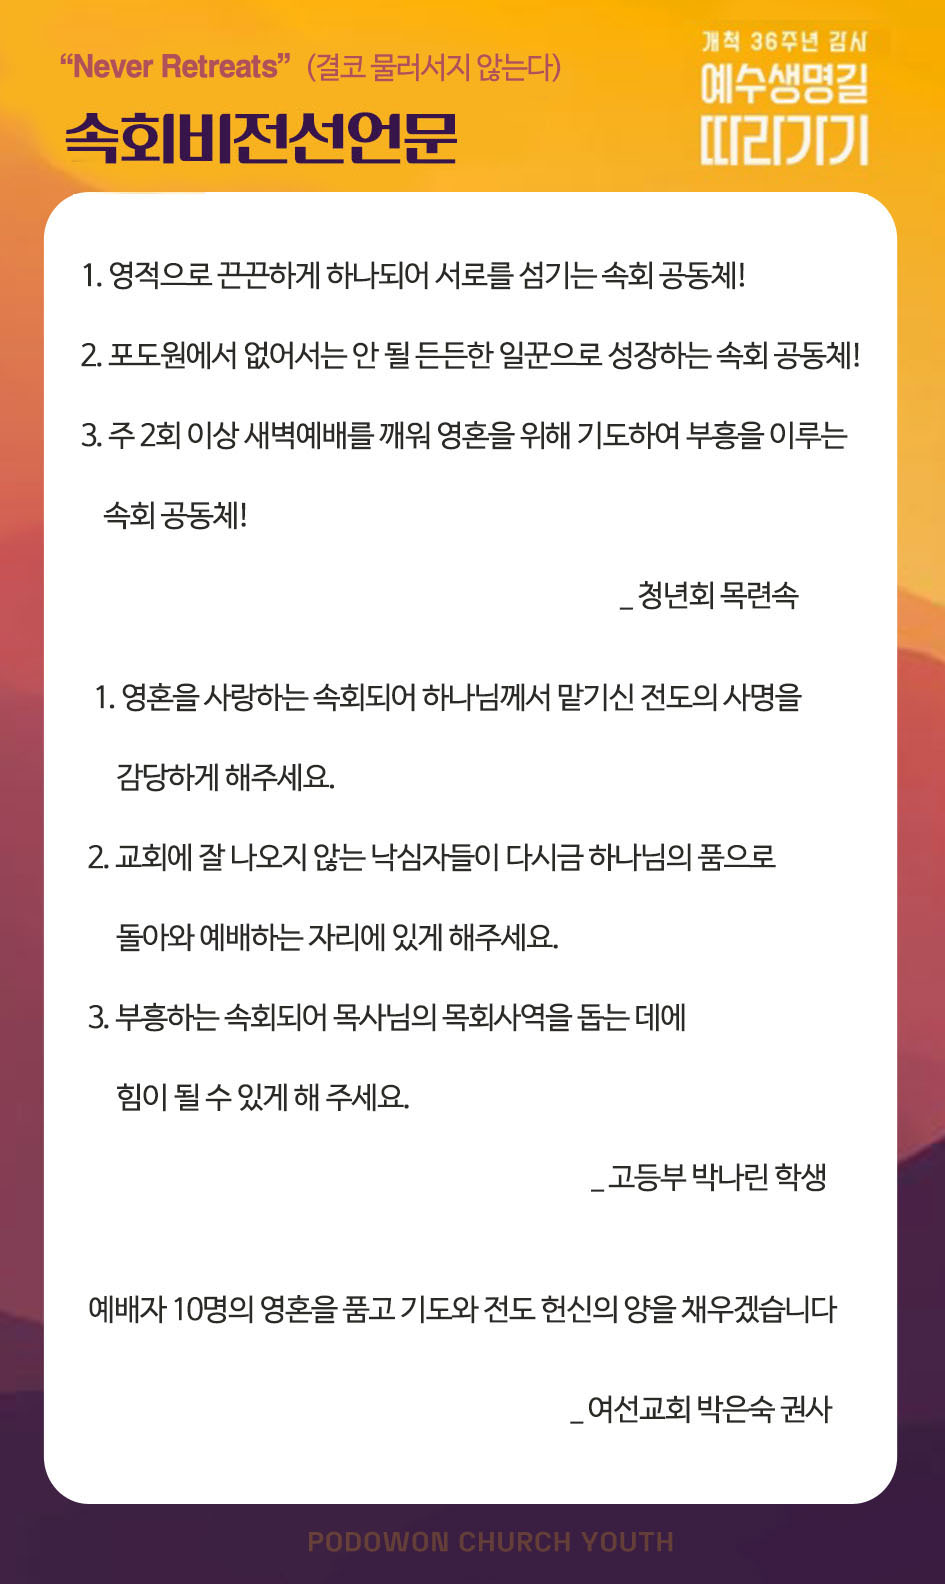 “Never Retreats” (결코 물러서지 않는다)
속회비전선언문
개척 36주년 감사
예수생명길
따라가기
1. 영적으로 끈끈하게 하나되어 서로를 섬기는 속회 공동체!
2. 포도원에서 없어서는 안 될 든든한 일꾼으로 성장하는 속회 공동체!
3. 주 2회 이상 새벽예배를 깨워 영혼을 위해 기도하여 부흥을 이루는
속회 공동체!
_ 청년회 목련속
1. 영혼을 사랑하는 속회되어 하나님께서 맡기신 전도의 사명을
감당하게 해주세요.
2. 교회에 잘 나오지 않는 낙심자들이 다시금 하나님의 품으로
돌아와 예배하는 자리에 있게 해주세요.
3. 부흥하는 속회되어 목사님의 목회사역을 돕는 데에
힘이 될 수 있게 해 주세요.
_ 고등부 박나린 학생
예배자 10명의 영혼을 품고 기도와 전도 헌신의 양을 채우겠습니다
_ 여선교회 박은숙 권사
PODOWON CHURCH YOUTH